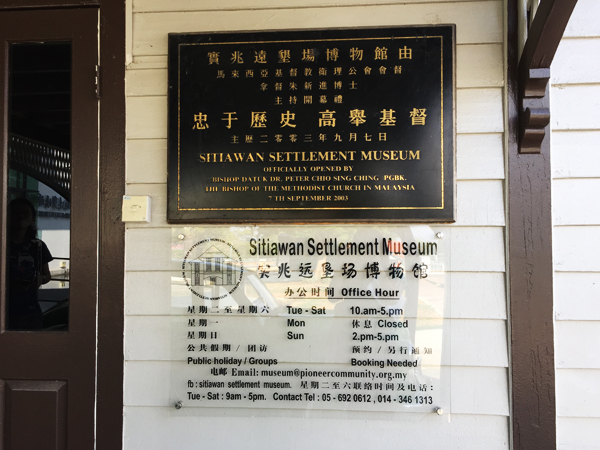 實兆遠墾場博物館由
馬來西亞基督教衛理公會會督
拿督朱新進博士
主持開幕禮
忠于歷史 高舉基督
主歷二零零三年九月七日
SITIAWAN SETTLEMENT MUSEUM
OFFICIALLY OPENED BY
BISHOP DATUK DR. PETER CHIO SING CHING PGBK.
THE BISHOP OF THE METHODIST CHURCH IN MALAYSIA
7TH SEPTEMBER 2003
Sitiawan Settlement Museum
实兆远垦场博物馆
办公时间 Office Hour
星期二至星期六 Tue - Sat 10.am-5.pm
星期一 Mon 休息 Closed
星期日 Sun 2.pm-5.pm
公共假期 / 团访 预约 / 另行通知
Public holiday / Groups Booking Needed
电邮 Email: museum@pioneercommunity.org.my
fb : sitiawan settlement museum. 星期二至六联络时间及电话 :
Tue - Sat : 9am - 5pm. Contact Tel : 05 - 692 0612 , 014 - 346 1313